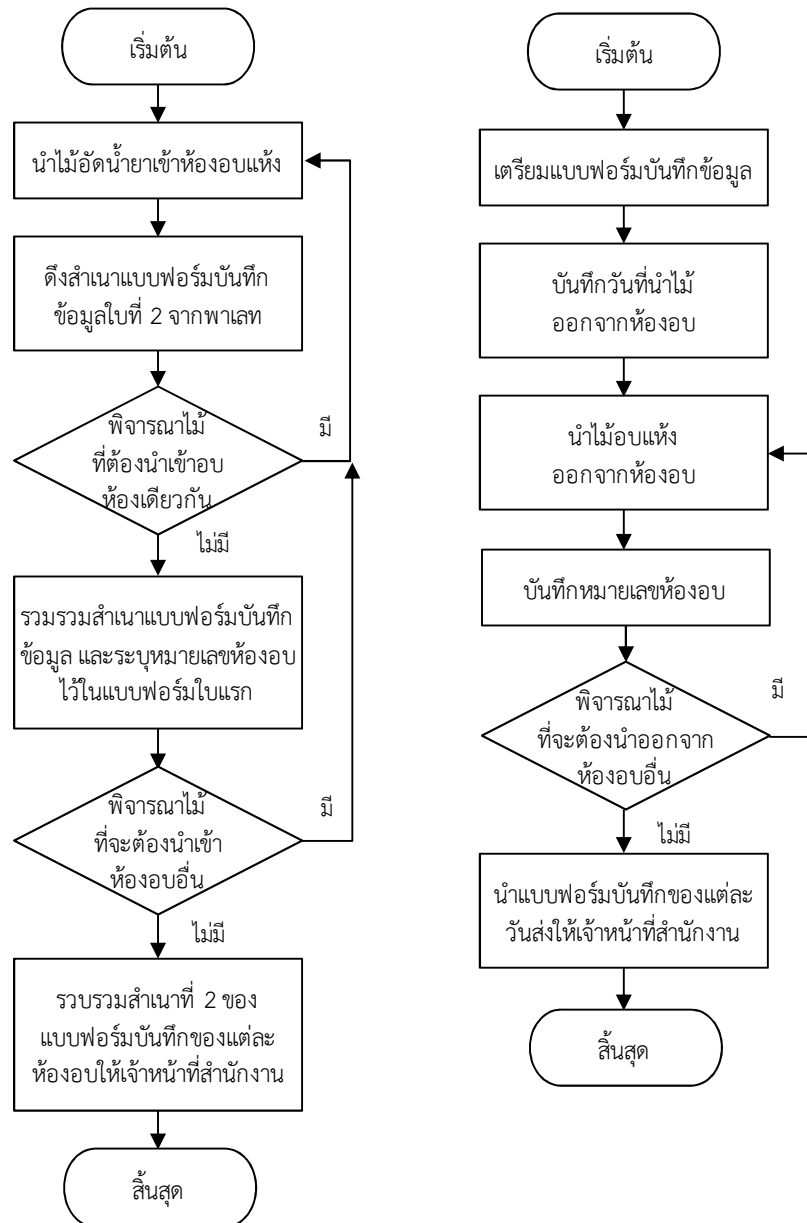 เริ่มต้น
นำไม้อัดน้ำยาเข้าห้องอบแห้ง
ดึงสำเนาแบบฟอร์มบันทึก
ข้อมูลใบที่ 2 จากพาเลท
พิจารณาไม้
ที่ต้องนำเข้าอบ
ห้องเดียวกัน
มี
ไม่มี
รวมรวมสำเนาแบบฟอร์มบันทึก
ข้อมูล และระบุหมายเลขห้องอบ
ไว้ในแบบฟอร์มใบแรก
พิจารณาไม้
ที่จะต้องนำเข้า
ห้องอบอื่น
มี
ไม่มี
รวบรวมสำเนาที่ 2 ของ
แบบฟอร์มบันทึกของแต่ละ
ห้องอบให้เจ้าหน้าที่สำนักงาน
สิ้นสุด
เริ่มต้น
เตรียมแบบฟอร์มบันทึกข้อมูล
บันทึกวันที่นำไม้
ออกจากห้องอบ
นำไม้อบแห้ง
ออกจากห้องอบ
บันทึกหมายเลขห้องอบ
พิจารณาไม้
ที่จะต้องนำออกจาก
ห้องอบอื่น
มี
ไม่มี
นำแบบฟอร์มบันทึกของแต่ละ
วันส่งให้เจ้าหน้าที่สำนักงาน
สิ้นสุด